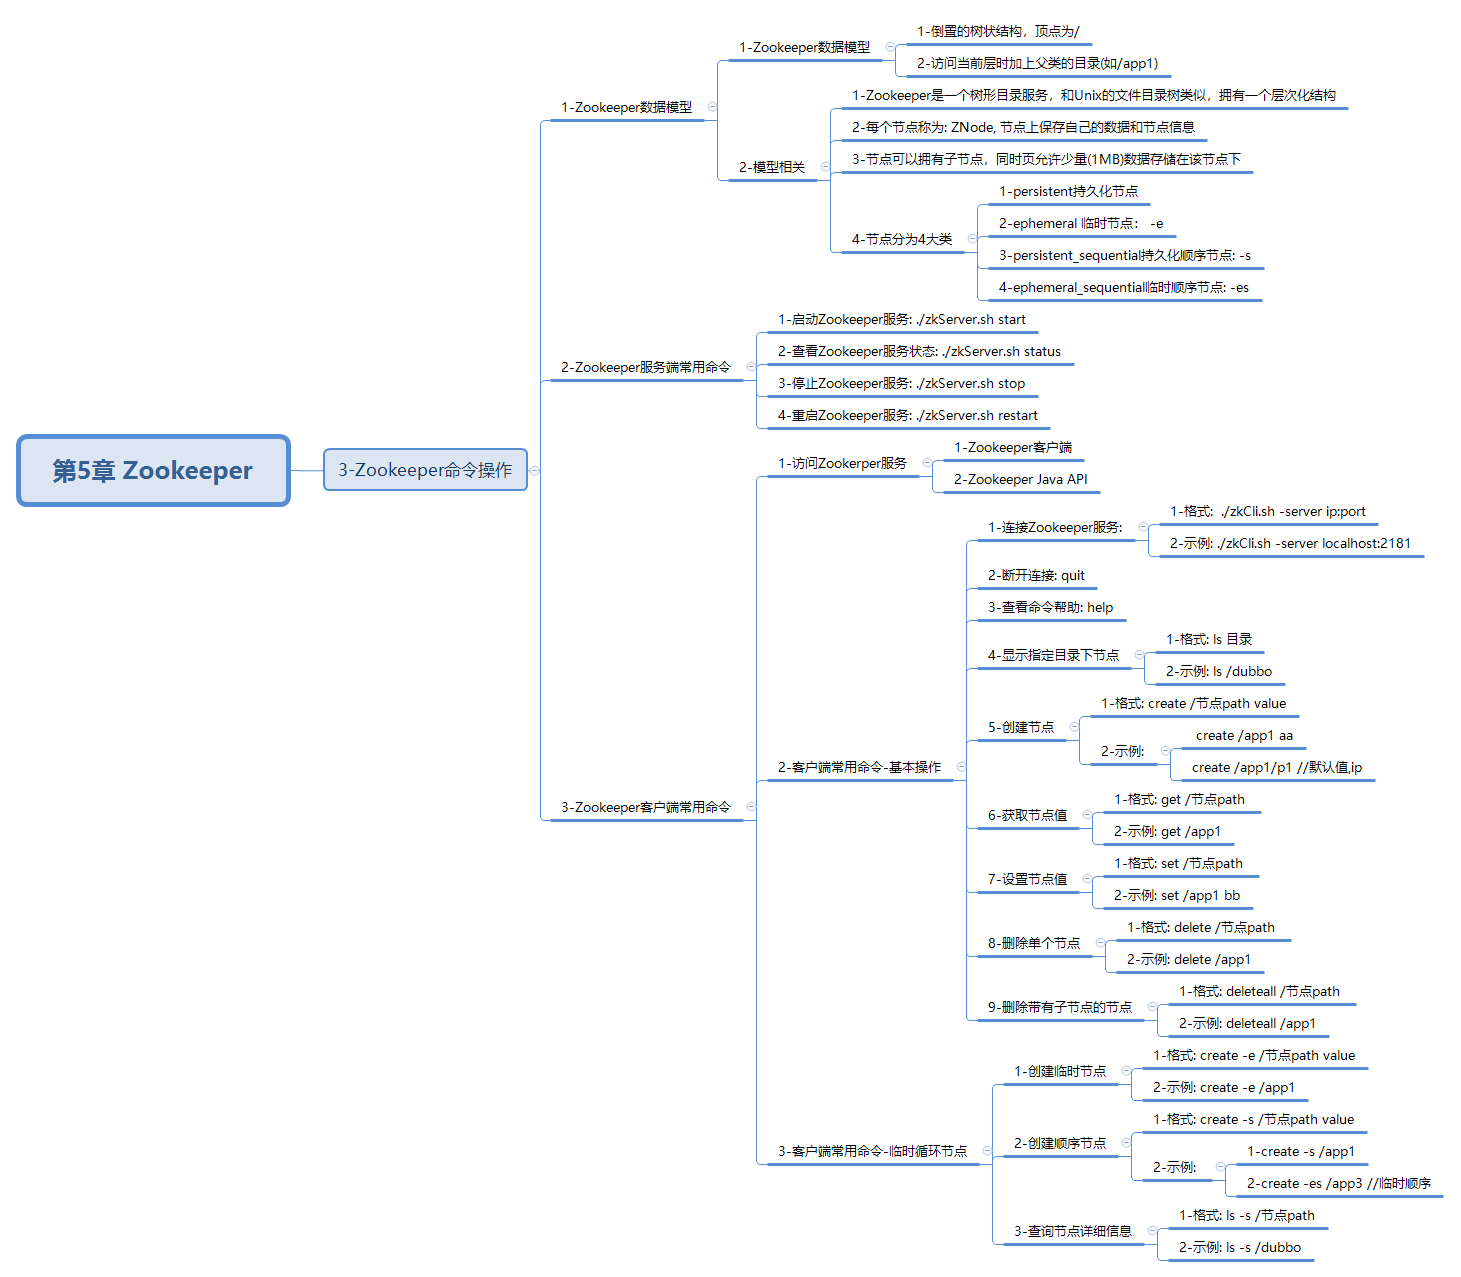 第5章 Zookeeper
3-Zookeeper命令操作
1-Zookeeper数据模型
1-Zookeeper数据模型
1-倒置的树状结构，顶点为/
2-访问当前层时加上父类的目录(如/app1)
2-模型相关
1-Zookeeper是一个树形目录服务，和Unix的文件目录树类似，拥有一个层次化结构
2-每个节点称为: ZNode, 节点上保存自己的数据和节点信息
3-节点可以拥有子节点，同时页允许少量(1MB)数据存储在该节点下
4-节点分为4大类
1-persistent持久化节点
2-ephemeral 临时节点： -e
3-persistent_sequential持久化顺序节点: -s
4-ephemeral_sequential临时顺序节点: -es
2-Zookeeper服务端常用命令
1-启动Zookeeper服务: ./zkServer.sh start
2-查看Zookeeper服务状态: ./zkServer.sh status
3-停止Zookeeper服务: ./zkServer.sh stop
4-重启Zookeeper服务: ./zkServer.sh restart
3-Zookeeper客户端常用命令
1-访问Zookerper服务
1-Zookeeper客户端
2-Zookeeper Java API
2-客户端常用命令-基本操作
1-连接Zookeeper服务:
1-格式:  ./zkCli.sh -server ip:port
2-示例: ./zkCli.sh -server localhost:2181
2-断开连接: quit
3-查看命令帮助: help
4-显示指定目录下节点
1-格式: ls 目录
2-示例: ls /dubbo
5-创建节点
1-格式: create /节点path value
2-示例:
create /app1 aa
create /app1/p1 //默认值,ip
6-获取节点值
1-格式: get /节点path
2-示例: get /app1
7-设置节点值
1-格式: set /节点path
2-示例: set /app1 bb
8-删除单个节点
1-格式: delete /节点path
2-示例: delete /app1
9-删除带有子节点的节点
1-格式: deleteall /节点path
2-示例: deleteall /app1
3-客户端常用命令-临时循环节点
1-创建临时节点
1-格式: create -e /节点path value
2-示例: create -e /app1
2-创建顺序节点
1-格式: create -s /节点path value
2-示例:
1-create -s /app1
2-create -es /app3 //临时顺序
3-查询节点详细信息
1-格式: ls -s /节点path
2-示例: ls -s /dubbo